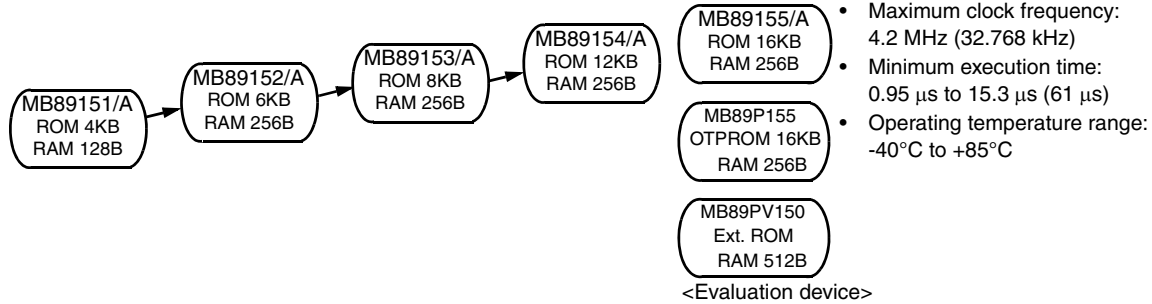 MB89151/A
ROM 4KB
RAM 128B
MB89152/A
ROM 6KB
RAM 256B
MB89153/A
ROM 8KB
RAM 256B
MB89154/A
ROM 12KB
RAM 256B
MB89155/A
ROM 16KB
RAM 256B
MB89P155
OTPROM 16KB
RAM 256B
MB89PV150
Ext. ROM
RAM 512B
<Evaluation device>
• Maximum clock frequency:
4.2 MHz (32.768 kHz)
• Minimum execution time:
0.95 µs to 15.3 µs (61 µs)
• Operating temperature range:
-40°C to +85°C